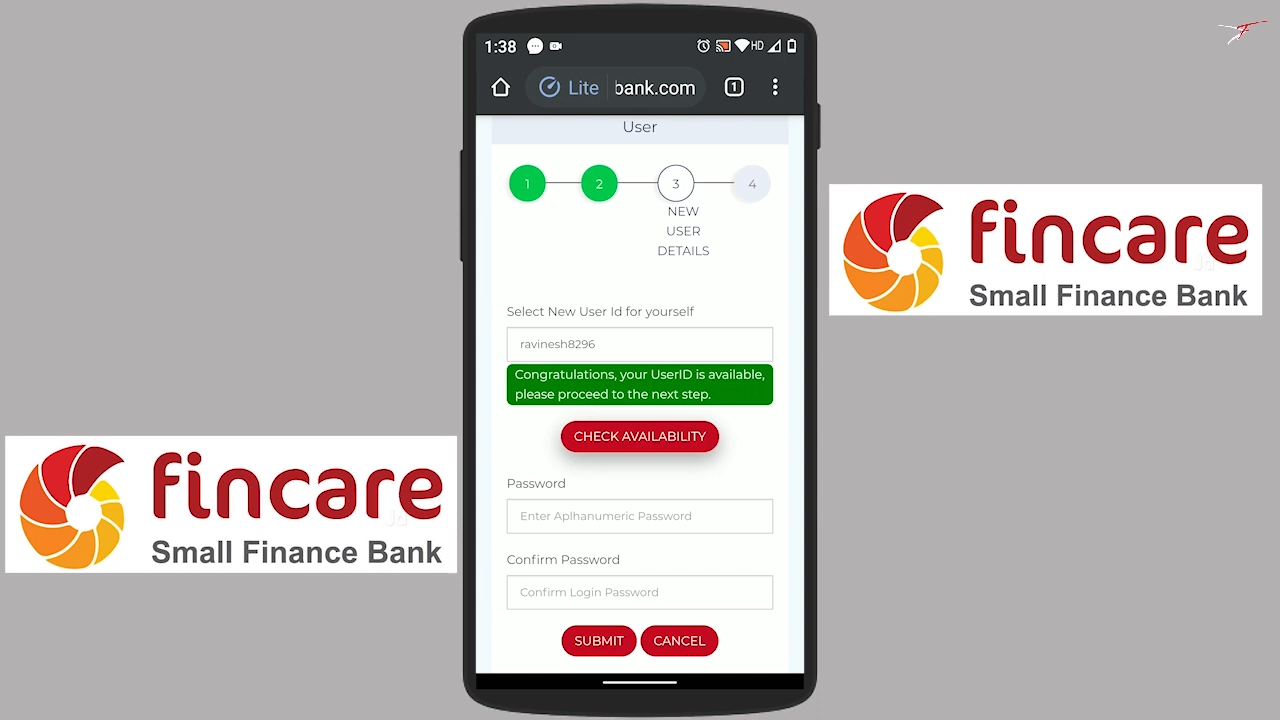 1:38
HD
Lite
bank.com
1
User
1
2
3
4
NEW
USER
DETAILS
Select New User Id for yourself
ravinesh8296
Congratulations, your UserID is available,
please proceed to the next step.
CHECK AVAILABILITY
Password
Enter Aplhanumeric Password
Confirm Password
Confirm Login Password
SUBMIT
CANCEL
fincare
Small Finance Bank
fincare
Small Finance Bank